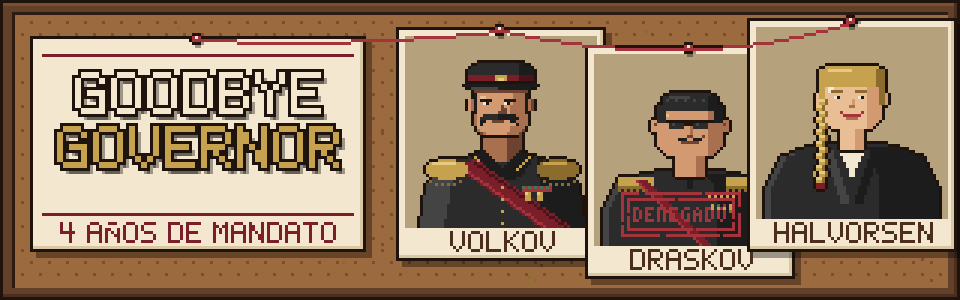 GOODBYE
GOVERNOR
4 AÑOS DE MANDATO
VOLKOV
DENEGADO
DRASKOV
HALVORSEN